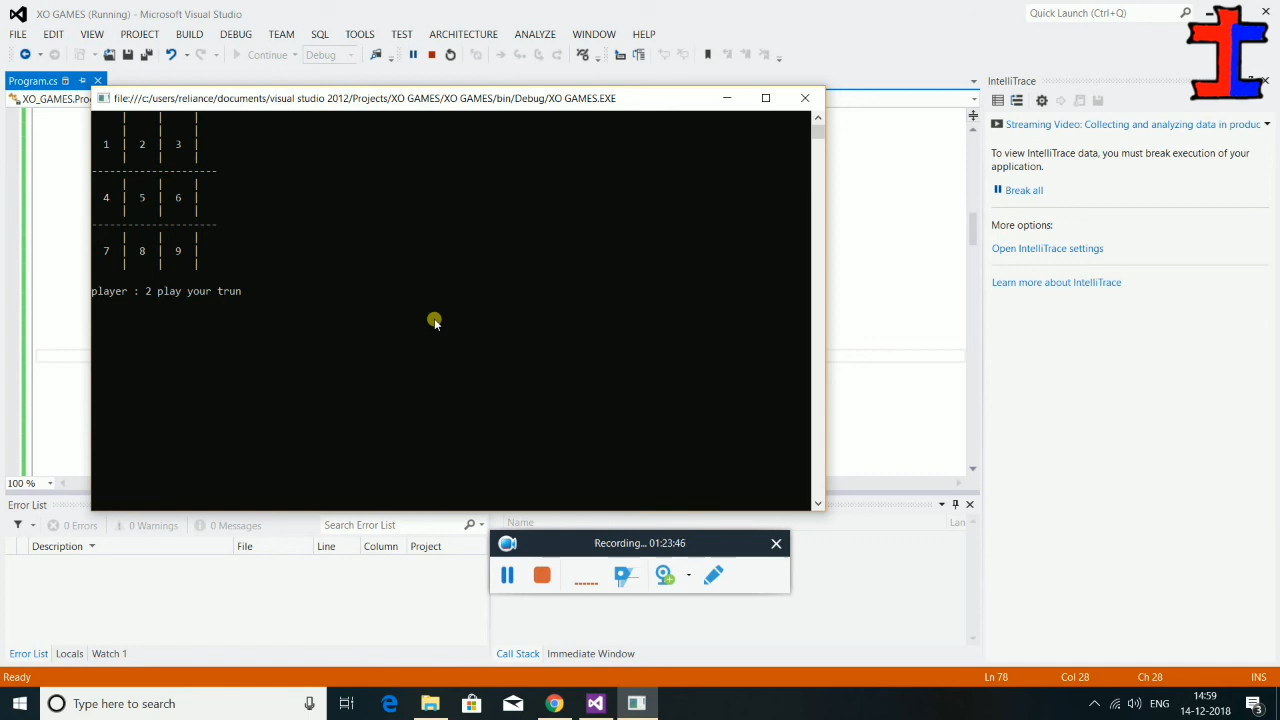 XO GAMES (Running) - Microsoft Visual Studio
Quick Launch (Ctrl+Q)
FILE EDIT VIEW PROJECT BUILD DEBUG TEAM SQL TOOLS TEST ARCHITECTURE ANALYZE WINDOW HELP
Continue Debug
Program.cs
IntelliTrace
XO_GAMES.Prog
file:///c:/users/reliance/documents/visual studio 2012/Projects/XO GAMES/XO GAMES/bin/Debug/XO GAMES.EXE
Streaming Video: Collecting and analyzing data in produc
To view IntelliTrace data, you must break execution of your
application.
Break all
More options:
Open IntelliTrace settings
Learn more about IntelliTrace
| | |
| | |
1 | 2 | 3 |
| | |
---------------------
| | |
4 | 5 | 6 |
| | |
---------------------
| | |
7 | 8 | 9 |
| | |
player : 2 play your trun
100 %
Error List
0 Errors 0 Warnings 0 Messages Search Error List
Description File Line Column Project
Name Lan
Recording... 01:23:46
Error List Locals Watch 1
Call Stack Immediate Window
Ready Ln 78 Col 28 Ch 28 INS
Type here to search
ENG
14:59
14-12-2018
3